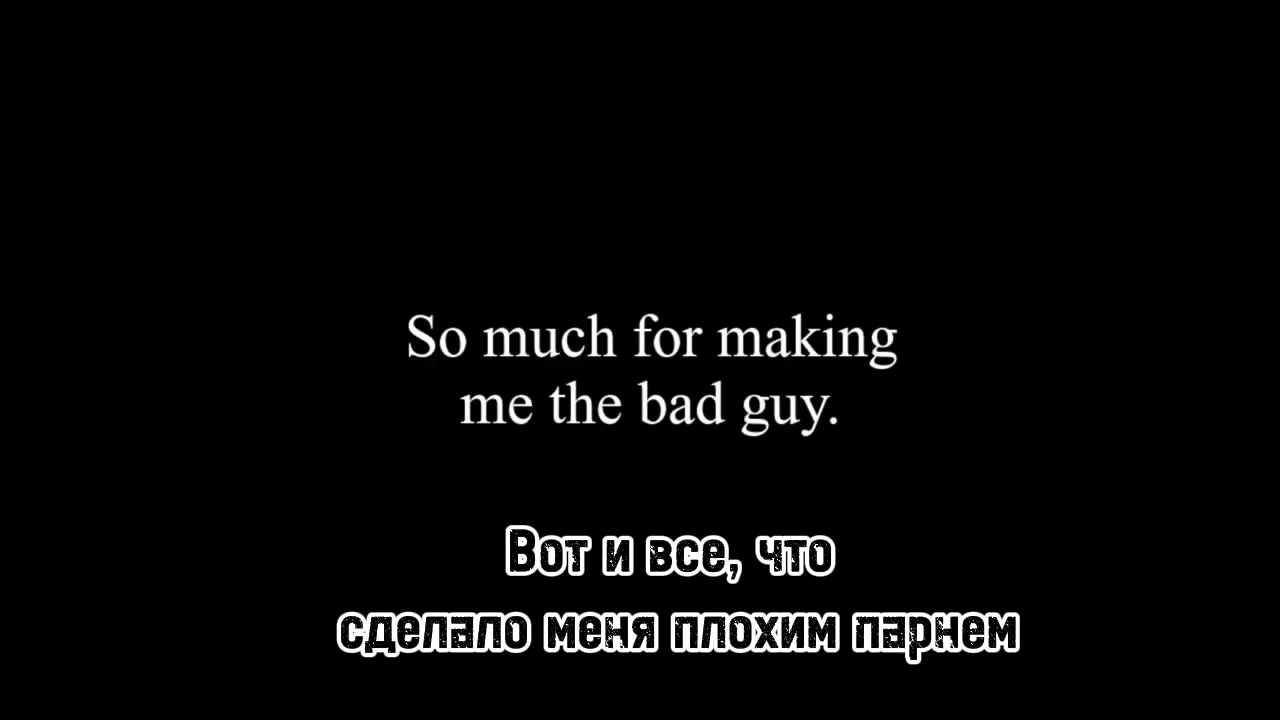 So much for making
me the bad guy.
Вот и все, что
сделало меня плохим парнем